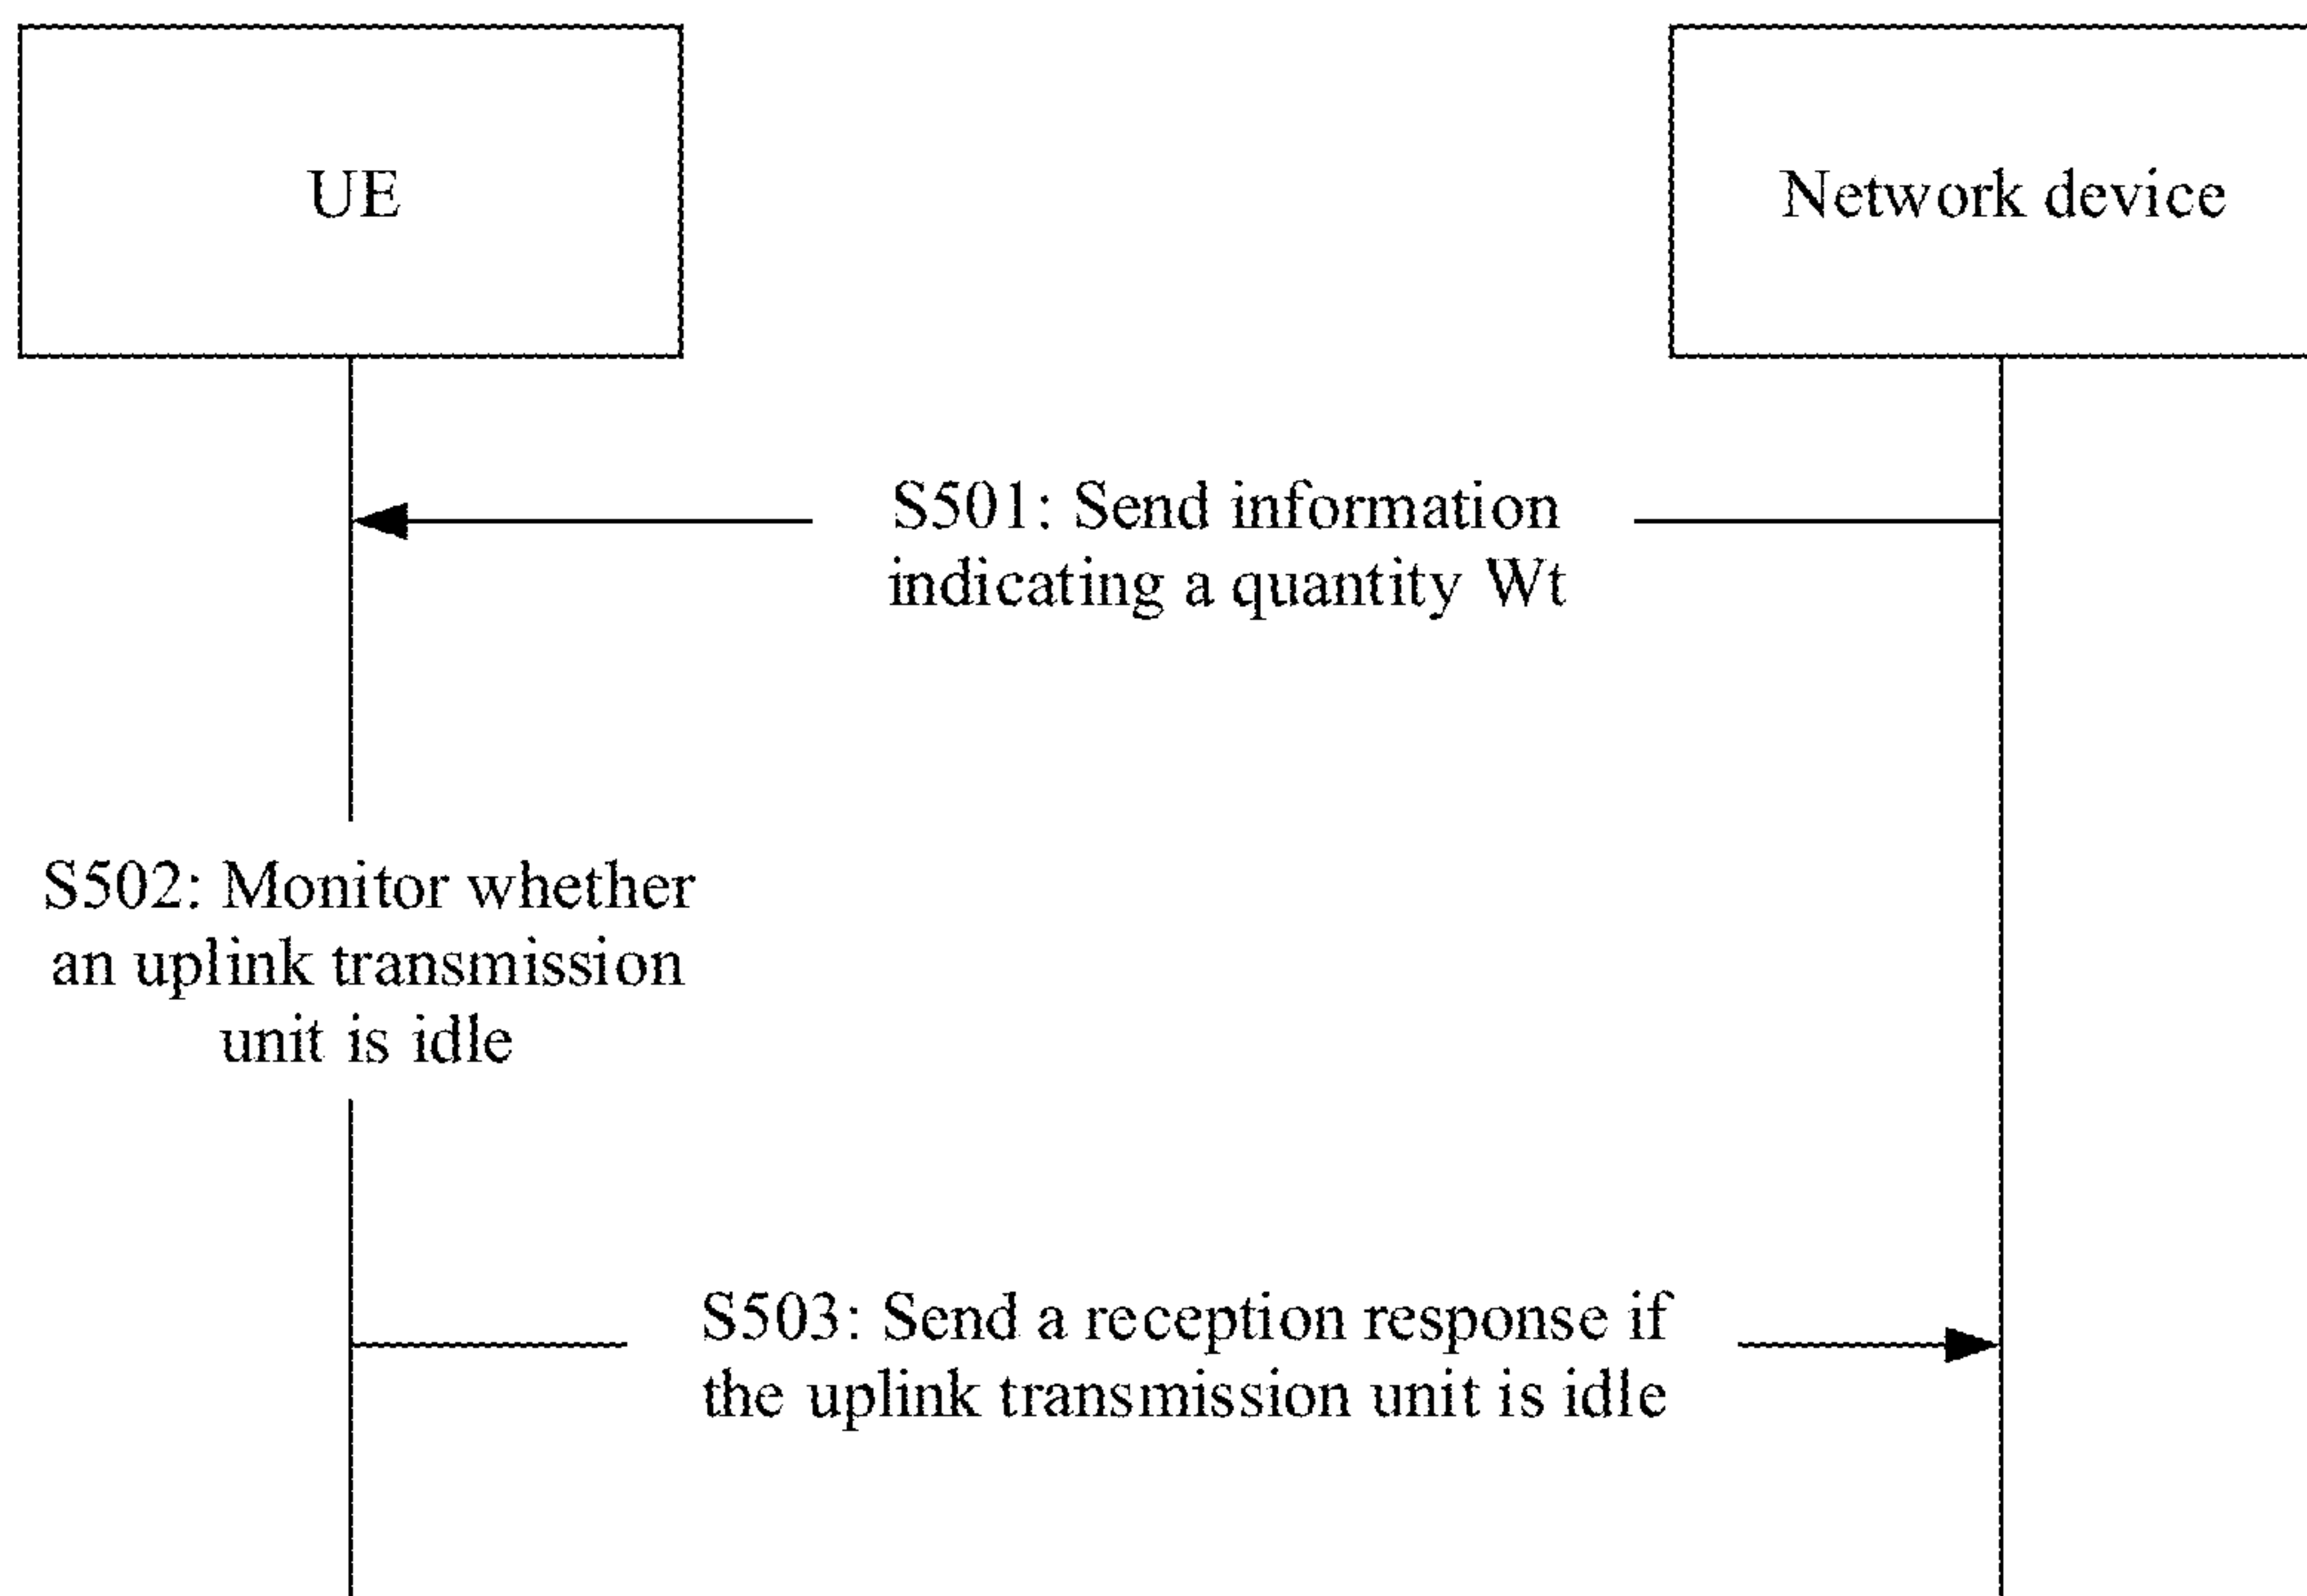 UE
Network device
S501: Send information
indicating a quantity Wt
S502: Monitor whether
an uplink transmission
unit is idle
S503: Send a reception response if
the uplink transmission unit is idle